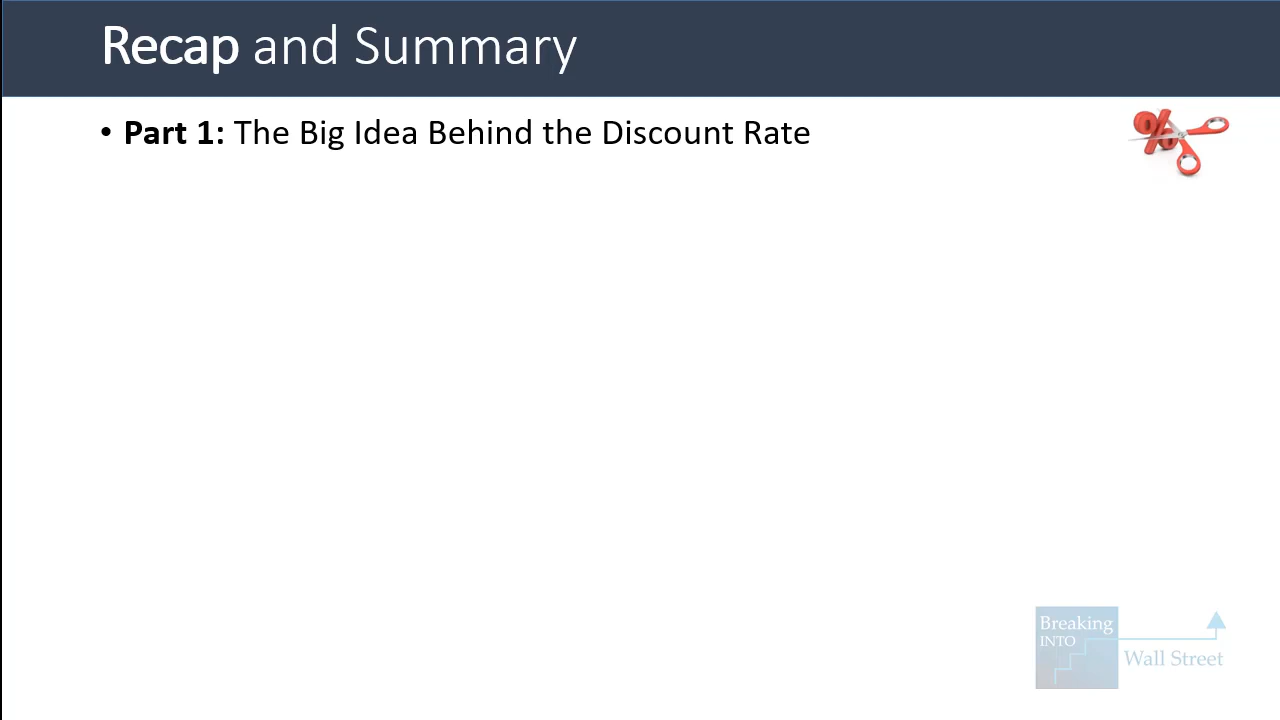 Recap and Summary
• Part 1: The Big Idea Behind the Discount Rate
%
Breaking
INTO
Wall Street